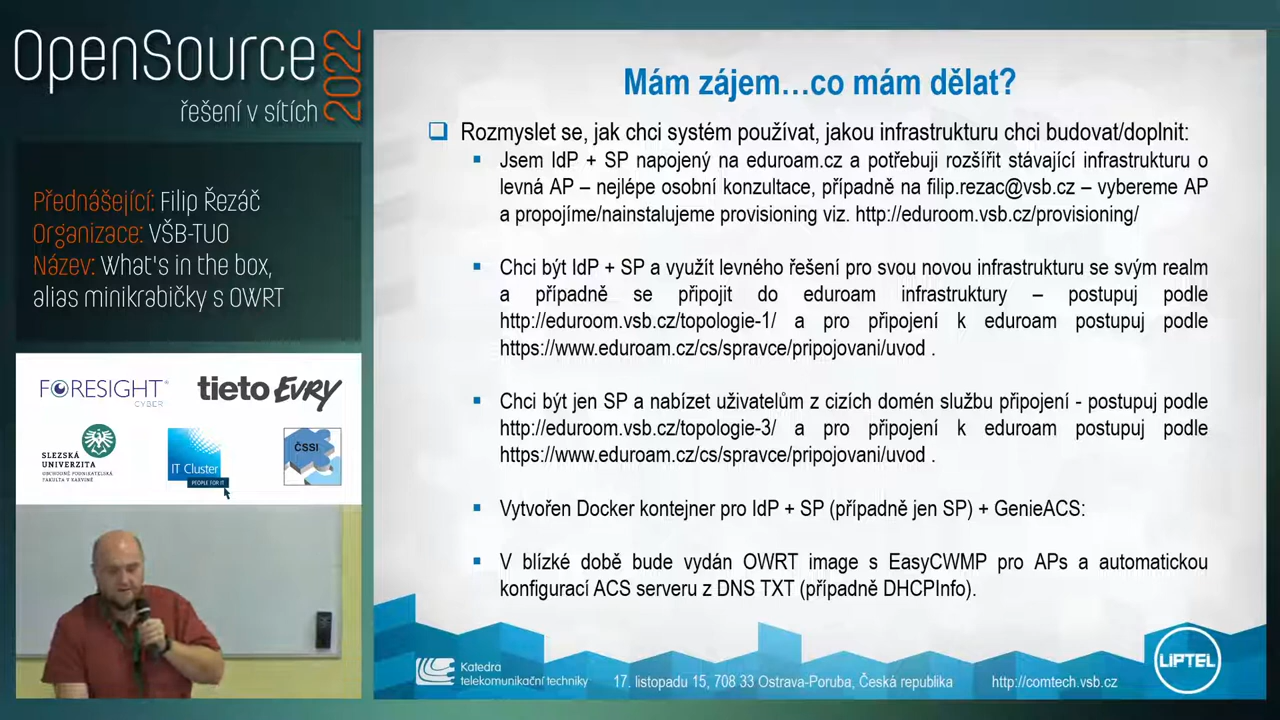 OpenSource
2022
řešení v sítích
Přednášející: Filip Řezáč
Organizace: VŠB-TUO
Název: What's in the box,
alias minikrabičky s OWRT
FORESIGHT
CYBER
tieto Evry
SLEZSKÁ
UNIVERZITA
OBCHODNĚ PODNIKATELSKÁ
FAKULTA V KARVINÉ
IT Cluster
PEOPLE FOR IT
ČSSI
Mám zájem…co mám dělat?
Rozmyslet se, jak chci systém používat, jakou infrastrukturu chci budovat/doplnit:
Jsem IdP + SP napojený na eduroam.cz a potřebuji rozšířit stávající infrastrukturu o
levná AP – nejlépe osobní konzultace, případně na filip.rezac@vsb.cz – vybereme AP
a propojíme/nainstalujeme provisioning viz. http://eduroom.vsb.cz/provisioning/
Chci být IdP + SP a využít levného řešení pro svou novou infrastrukturu se svým realm
a případně se připojit do eduroam infrastruktury – postupuj podle
http://eduroom.vsb.cz/topologie-1/ a pro připojení k eduroam postupuj podle
https://www.eduroam.cz/cs/spravce/pripojovani/uvod .
Chci být jen SP a nabízet uživatelům z cizích domén službu připojení - postupuj podle
http://eduroom.vsb.cz/topologie-3/ a pro připojení k eduroam postupuj podle
https://www.eduroam.cz/cs/spravce/pripojovani/uvod .
Vytvořen Docker kontejner pro IdP + SP (případně jen SP) + GenieACS:
V blízké době bude vydán OWRT image s EasyCWMP pro APs a automatickou
konfigurací ACS serveru z DNS TXT (případně DHCPInfo).
Katedra
telekomunikační techniky
17. listopadu 15, 708 33 Ostrava-Poruba, Česká republika
http://comtech.vsb.cz
LIPTEL